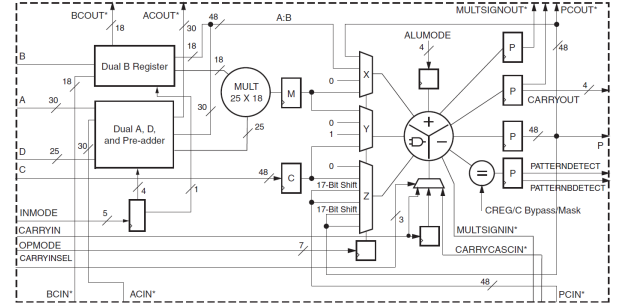 BCOUT* ACOUT* MULTSIGNOUT* PCOUT*
18 30 48 A:B
ALUMODE 48
18 4
B Dual B Register 18
X P
18 0
MULT 25 X 18 M
P 4
CARRYOUT
A 30
30
Dual A, D, and Pre-adder
0
1 Y + − P 48
P
25
D 25 30
C
0
48 C
17-Bit Shift
Z = P PATTERNDETECT
PATTERNBDETECT
17-Bit Shift
4 1
CREG/C Bypass/Mask
INMODE 5
3
CARRYIN
MULTSIGNIN*
OPMODE 7
CARRYCASCIN*
CARRYINSEL
48
BCIN* ACIN* PCIN*